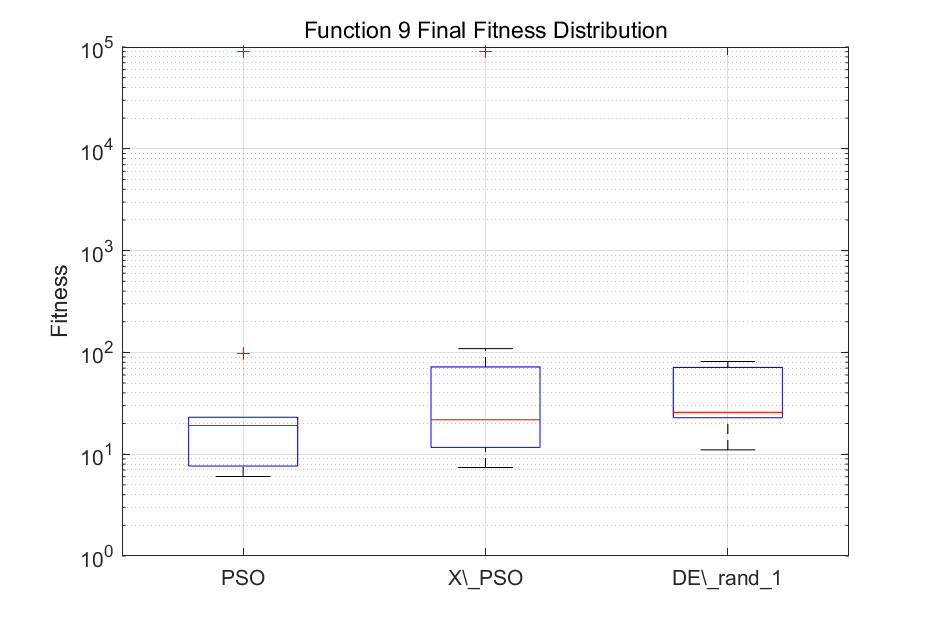 Function 9 Final Fitness Distribution
10^5
10^4
10^3
10^2
10^1
10^0
Fitness
PSO
X\_PSO
DE\_rand_1